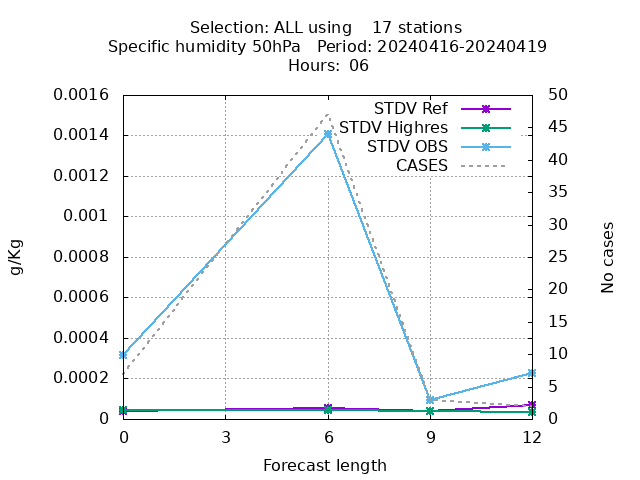 Selection: ALL using    17 stations
Specific humidity 50hPa   Period: 20240416-20240419
Hours: 06
STDV Ref
STDV Highres
STDV OBS
CASES
0.0016
0.0014
0.0012
0.001
0.0008
0.0006
0.0004
0.0002
0
g/Kg
50
45
40
35
30
25
20
15
10
5
0
No cases
0
3
6
9
12
Forecast length